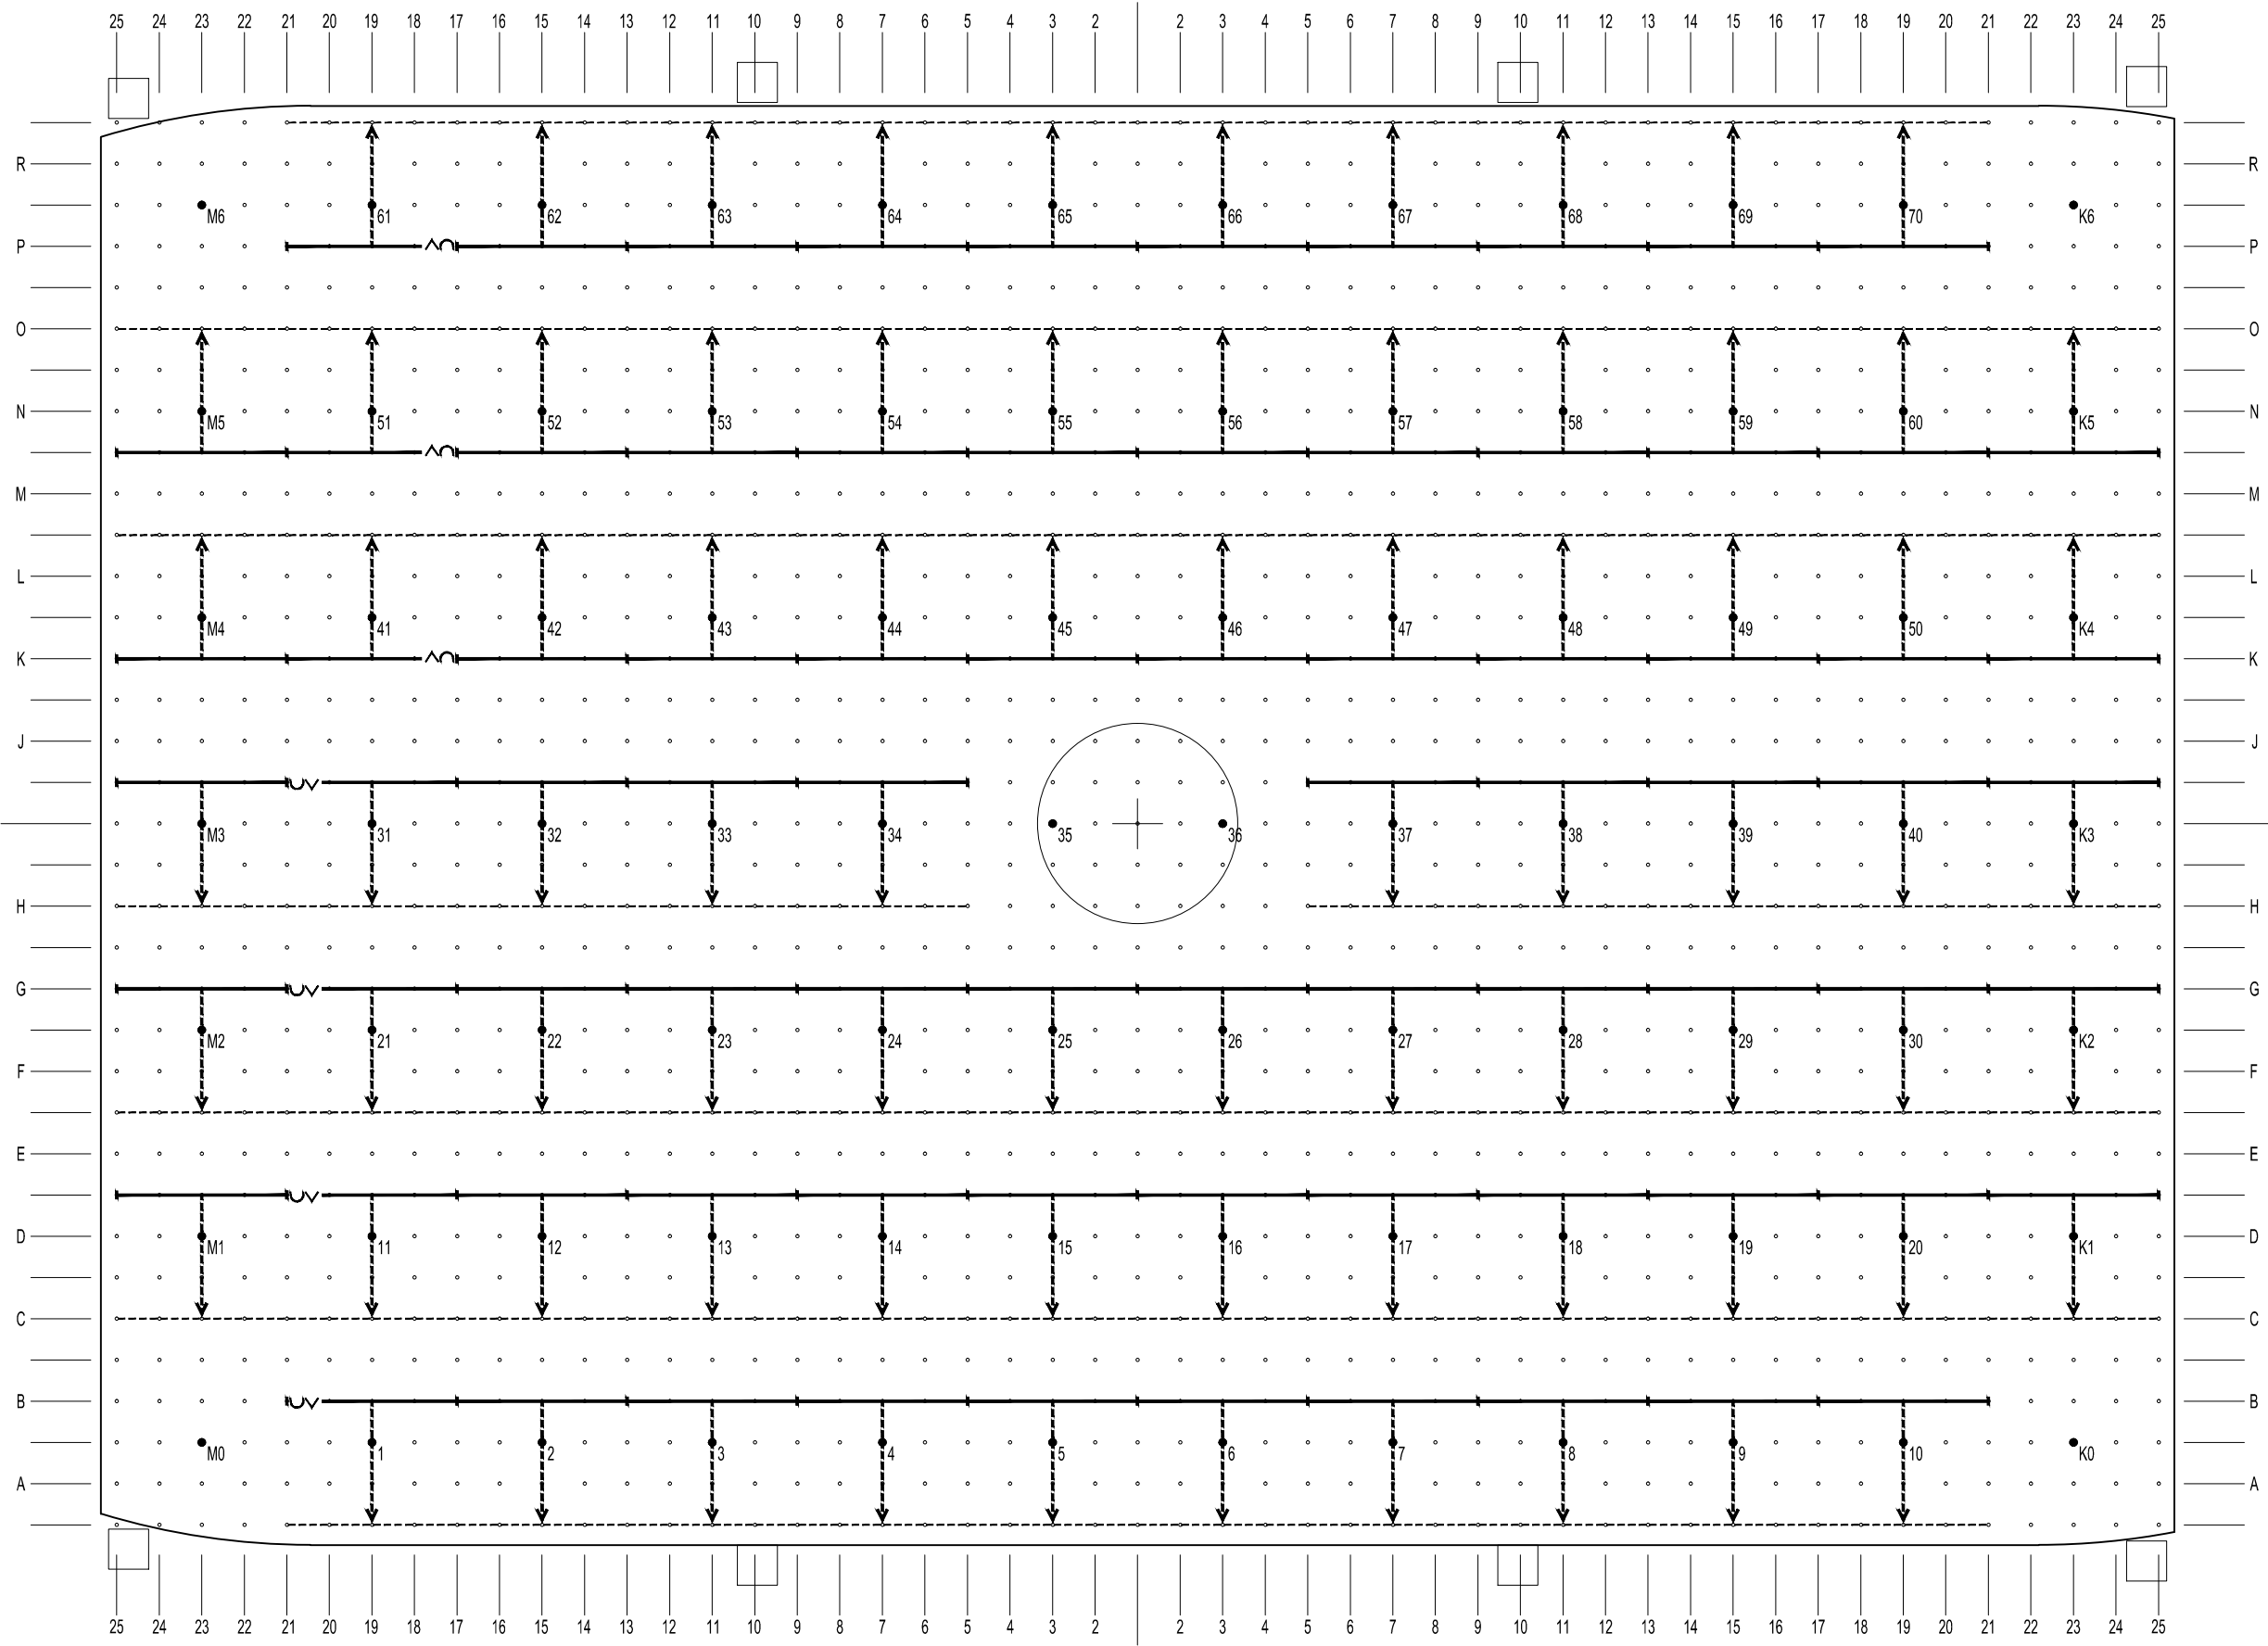 25 24 23 22 21 20 19 18 17 16 15 14 13 12 11 10 9 8 7 6 5 4 3 2 2 3 4 5 6 7 8 9 10 11 12 13 14 15 16 17 18 19 20 21 22 23 24 25
R R
M6 61 62 63 64 65 66 67 68 69 70 K6
P P
O O
N N
M5 51 52 53 54 55 56 57 58 59 60 K5
M M
L L
M4 41 42 43 44 45 46 47 48 49 50 K4
K K
J J
M3 31 32 33 34 35 36 37 38 39 40 K3
H H
G G
M2 21 22 23 24 25 26 27 28 29 30 K2
F F
E E
D D
M1 11 12 13 14 15 16 17 18 19 20 K1
C C
B B
M0 1 2 3 4 5 6 7 8 9 10 K0
A A
25 24 23 22 21 20 19 18 17 16 15 14 13 12 11 10 9 8 7 6 5 4 3 2 2 3 4 5 6 7 8 9 10 11 12 13 14 15 16 17 18 19 20 21 22 23 24 25